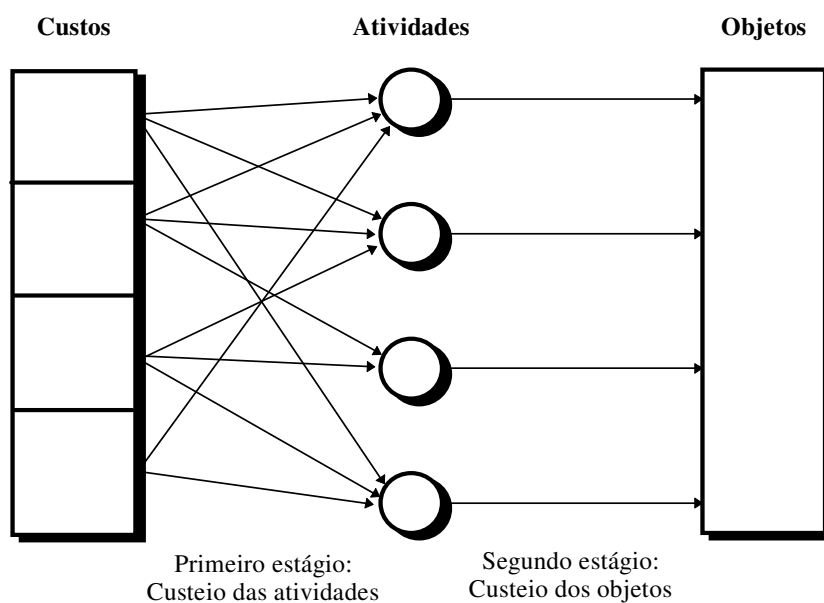 Custos
Atividades
Objetos
Primeiro estágio:
Custeio das atividades
Segundo estágio:
Custeio dos objetos